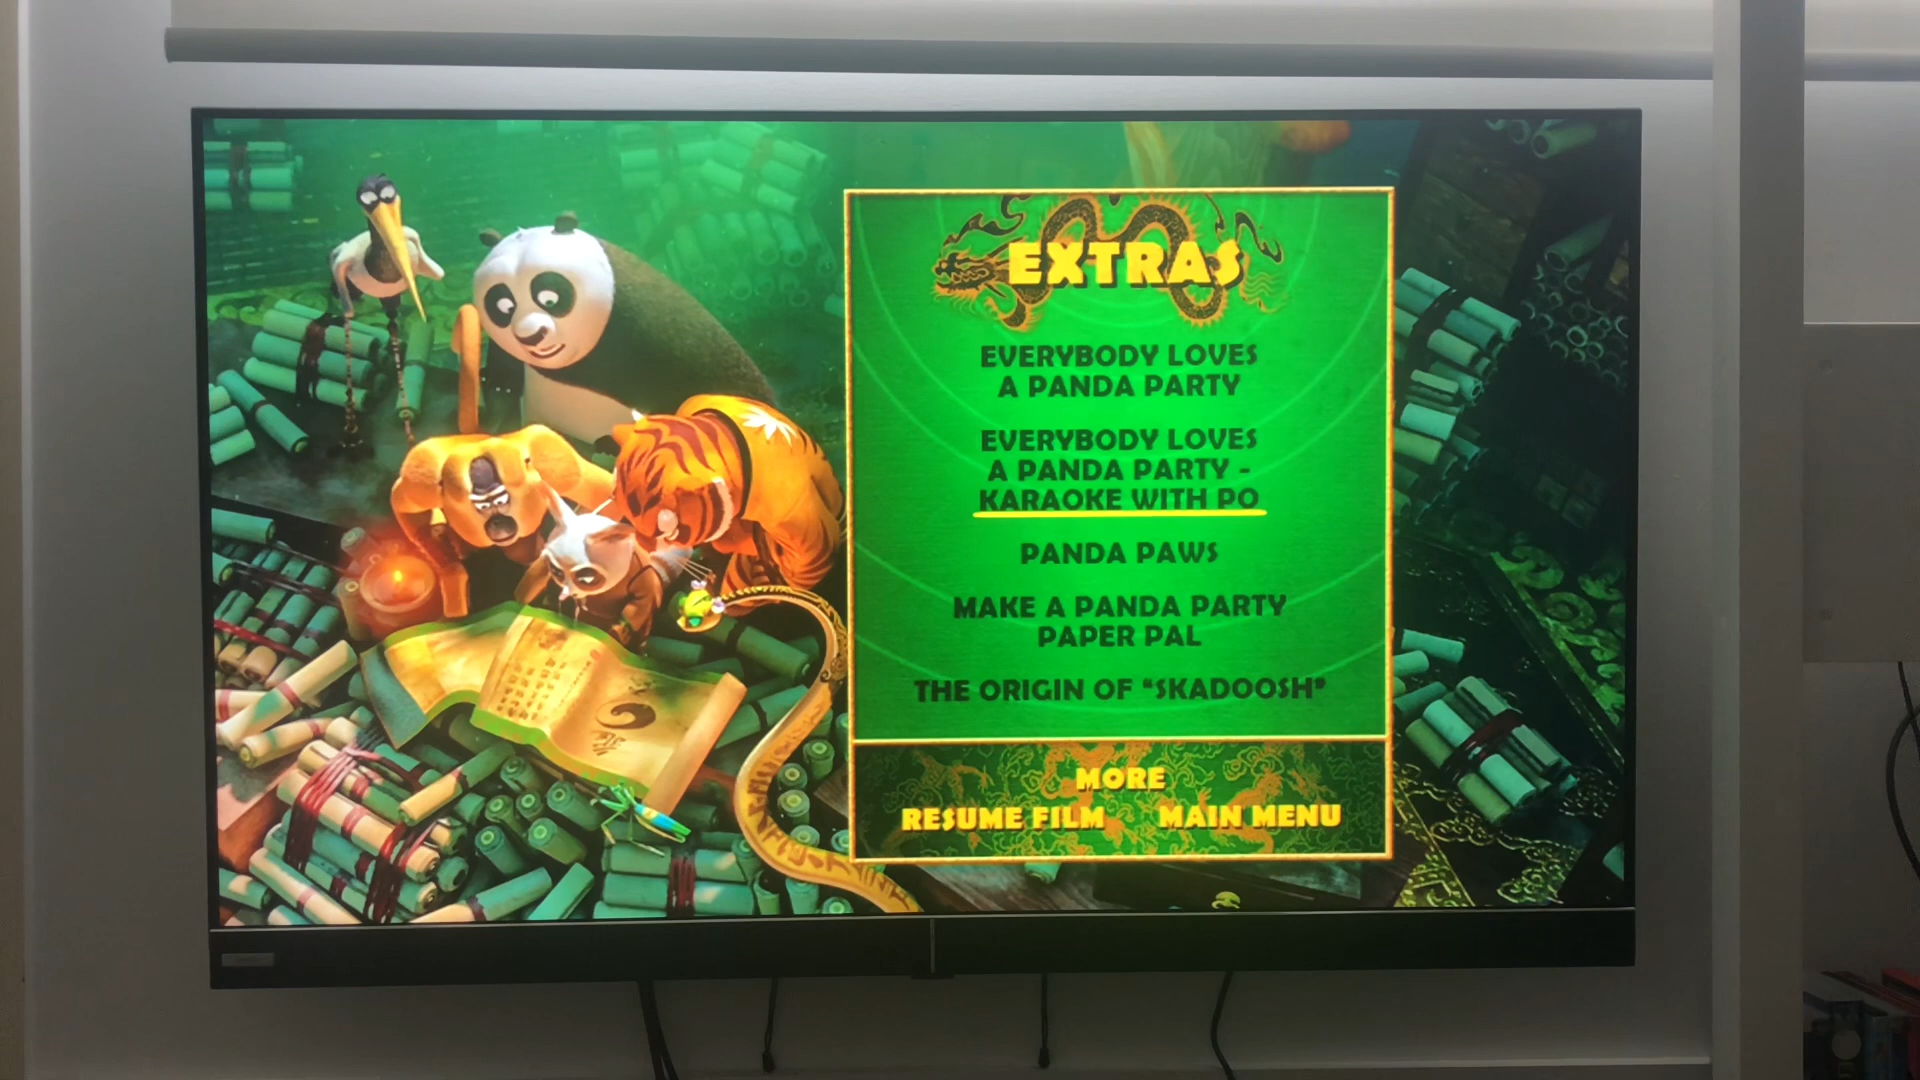 EXTRAS
EVERYBODY LOVES
A PANDA PARTY
EVERYBODY LOVES
A PANDA PARTY -
KARAOKE WITH PO
PANDA PAWS
MAKE A PANDA PARTY
PAPER PAL
THE ORIGIN OF “SKADOOSH”
MORE
RESUME FILM MAIN MENU